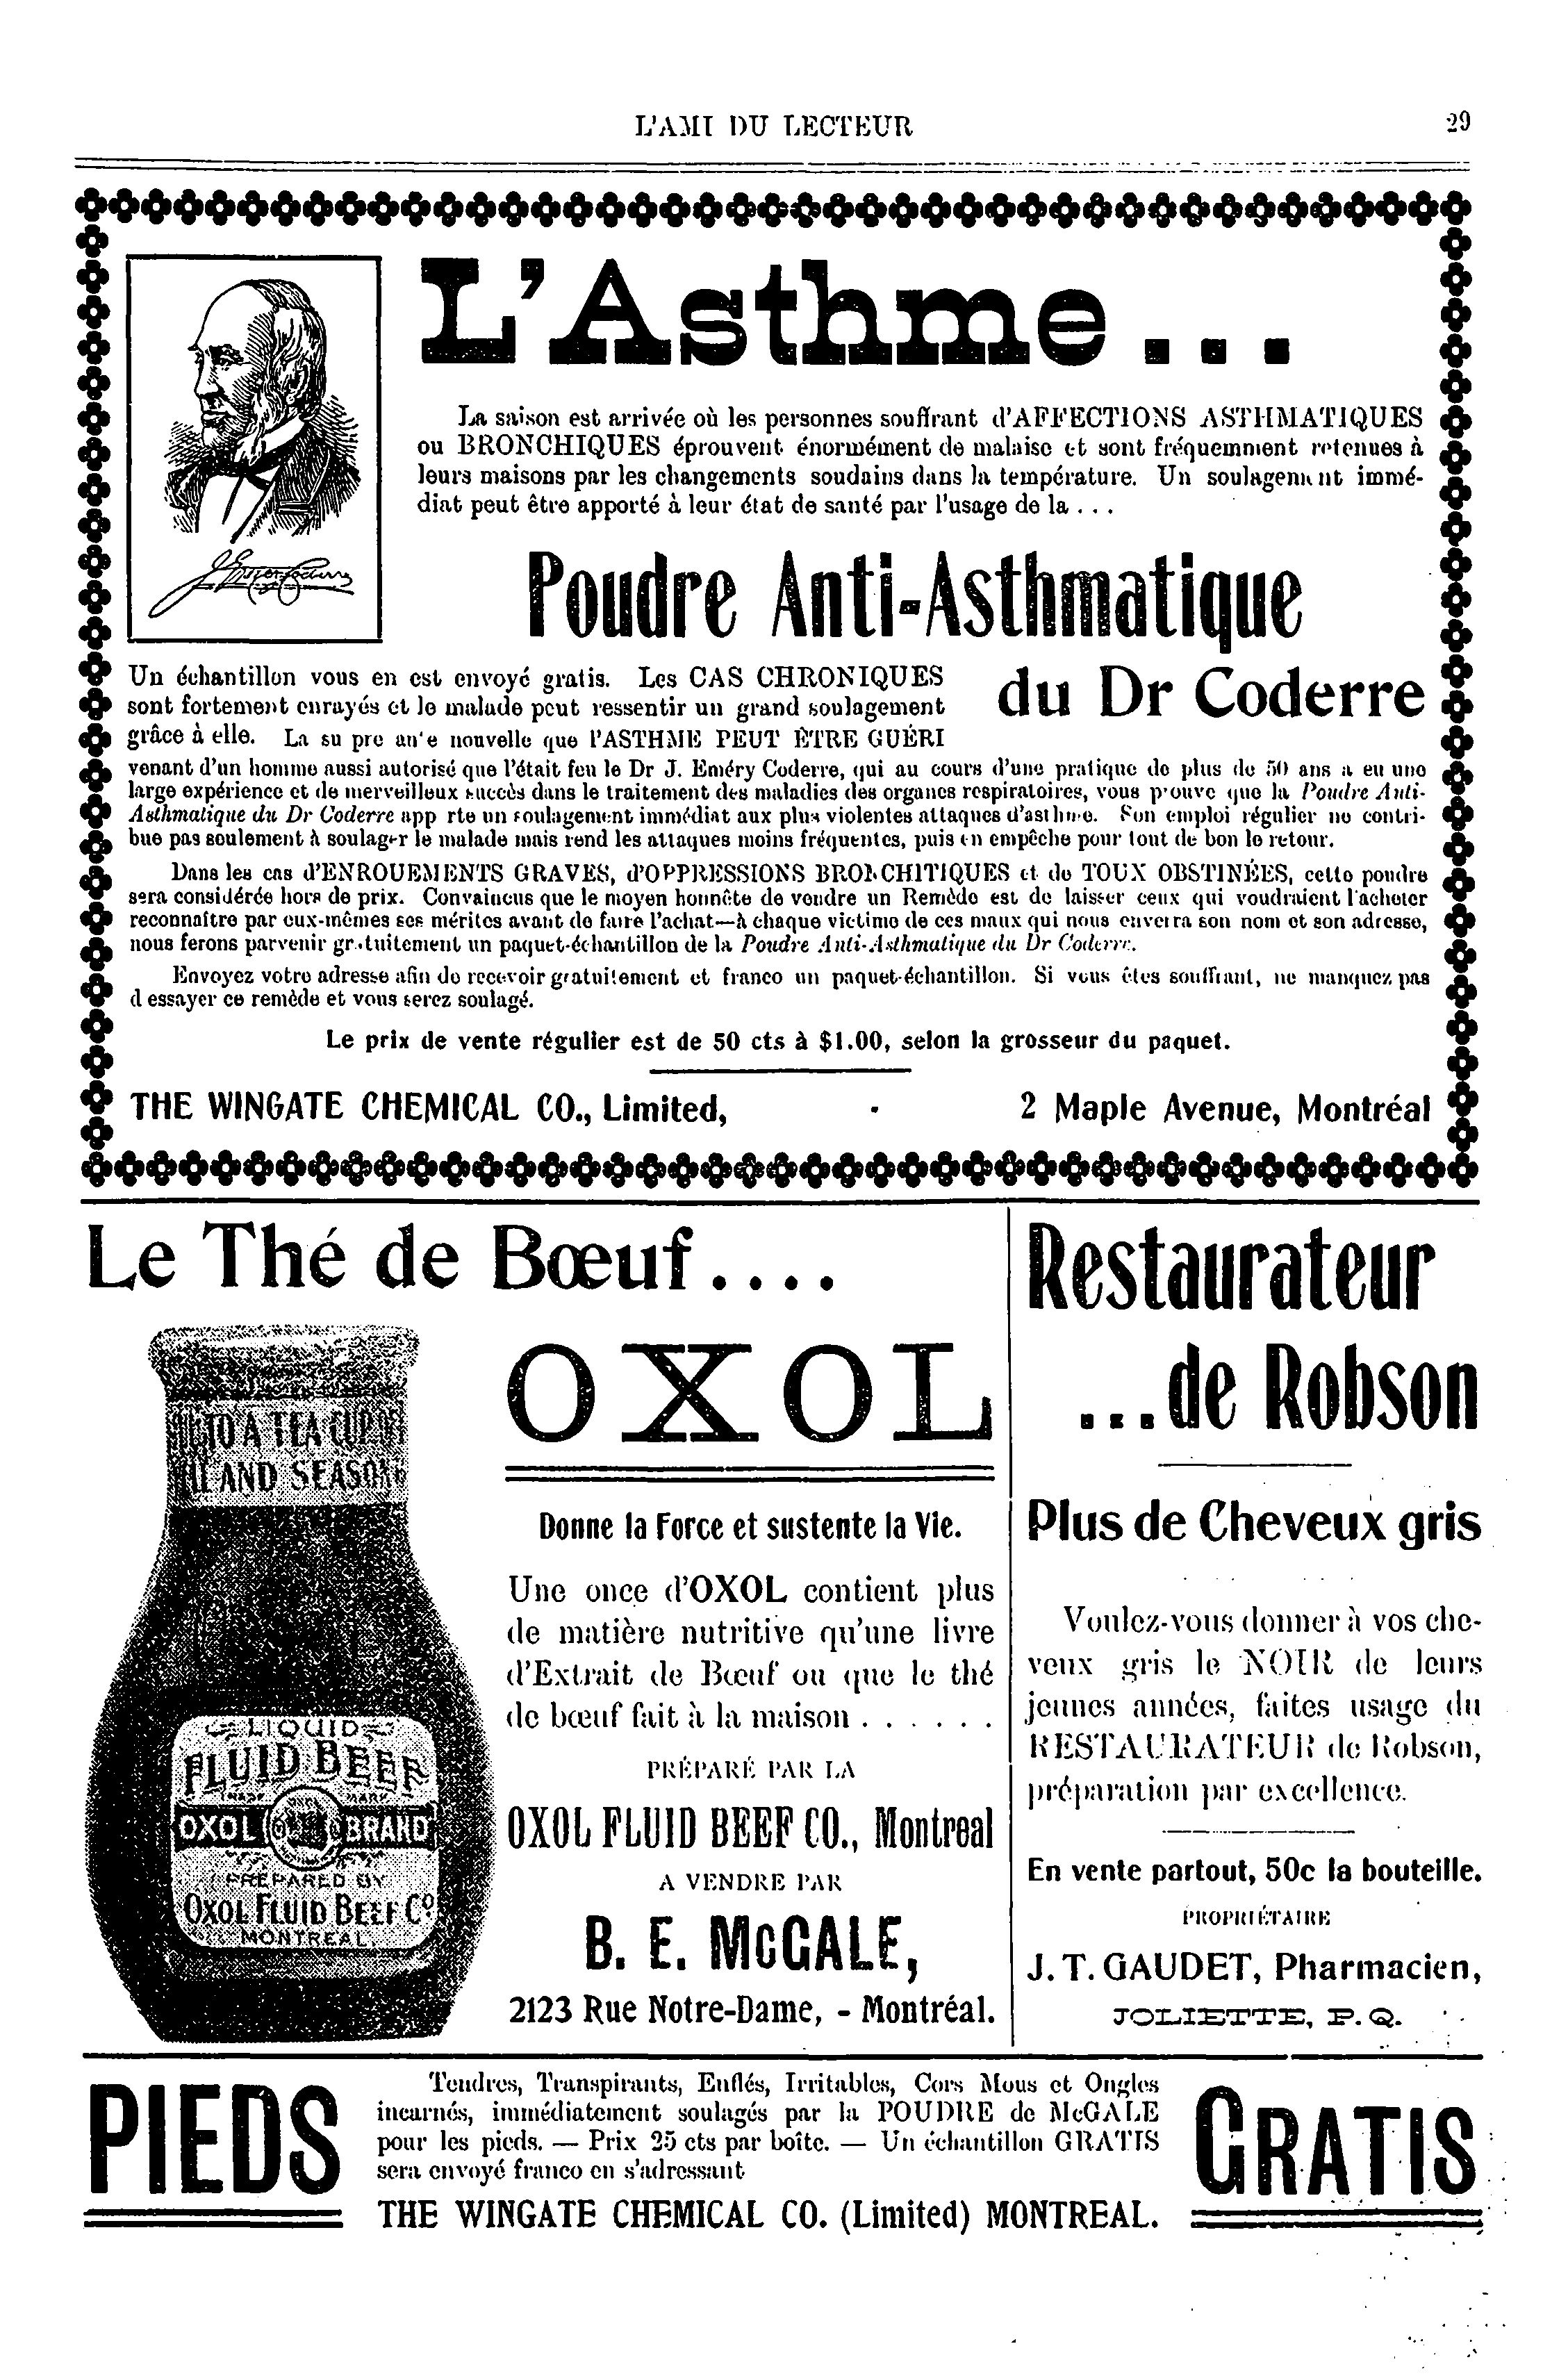 L'AMI DU LECTEUR
29
L'Asthme...
La saison est arrivée où les personnes souffrant d'AFFECTIONS ASTHMATIQUES
ou BRONCHIQUES éprouvent énormément de malaise et sont fréquemment retenues à
leurs maisons par les changements soudains dans la température. Un soulagement immé-
diat peut être apporté à leur état de santé par l'usage de la...
Poudre Anti-Asthmatique
du Dr Coderre
Un échantillon vous en est envoyé gratis. Les CAS CHRONIQUES
sont fortement enrayés et le malade peut ressentir un grand soulagement
grâce à elle. La su pre an'e nouvelle que l'ASTHME PEUT ÊTRE GUÉRI
venant d'un homme aussi autorisé que l'était feu le Dr J. Eméry Coderre, qui au cours d'une pratique de plus de 50 ans a eu une
large expérience et de merveilleux succès dans le traitement des maladies des organes respiratoires, vous prouve que la Poudre Anti-
Asthmatique du Dr Coderre app rte un soulagement immédiat aux plus violentes attaques d'asthme. Son emploi régulier ne contri-
bue pas seulement à soulager le malade mais rend les attaques moins fréquentes, puis en empêche pour tout de bon le retour.
Dans les cas d'ENROUEMENTS GRAVES, d'OPPRESSIONS BRONCHITIQUES et de TOUX OBSTINÉES, cette poudre
sera considérée hors de prix. Convaincus que le moyen honnête de vendre un Remède est de laisser ceux qui voudraient l'acheter
reconnaître par eux-mêmes ses mérites avant de faire l'achat—à chaque victime de ces maux qui nous enverra son nom et son adresse,
nous ferons parvenir gratuitement un paquet-échantillon de la Poudre Anti-Asthmatique du Dr Coderre.
Envoyez votre adresse afin de recevoir gratuitement et franco un paquet-échantillon. Si vous êtes souffrant, ne manquez pas
d essayer ce remède et vous serez soulagé.
Le prix de vente régulier est de 50 cts à $1.00, selon la grosseur du paquet.
THE WINGATE CHEMICAL CO., Limited, - 2 Maple Avenue, Montréal
Le Thé de Bœuf....
OXOL
TO A TEA CUP OF
AND SEASON
LIQUID
FLUID BEEF
TRADE MARK
OXOL BRAND
PREPARED BY
OXOL FLUID BEEF Co.
MONTREAL
Donne la Force et sustente la Vie.
Une once d'OXOL contient plus
de matière nutritive qu'une livre
d'Extrait de Bœuf ou que le thé
de bœuf fait à la maison . . . . . .
PRÉPARÉ PAR LA
OXOL FLUID BEEF CO., Montreal
A VENDRE PAR
B. E. McGALE,
2123 Rue Notre-Dame, - Montréal.
Restaurateur
...de Robson
Plus de Cheveux gris
Voulez-vous donner à vos che-
veux gris le NOIR de leurs
jeunes années, faites usage du
RESTAURATEUR de Robson,
préparation par excellence.
En vente partout, 50c la bouteille.
PROPRIÉTAIRE
J. T. GAUDET, Pharmacien,
JOLIETTE, P. Q.
PIEDS
Tendres, Transpirants, Enflés, Irritables, Cors Mous et Ongles
incarnés, immédiatement soulagés par la POUDRE de McGALE
pour les pieds. — Prix 25 cts par boîte. — Un échantillon GRATIS
sera envoyé franco en s'adressant
THE WINGATE CHEMICAL CO. (Limited) MONTREAL.
GRATIS